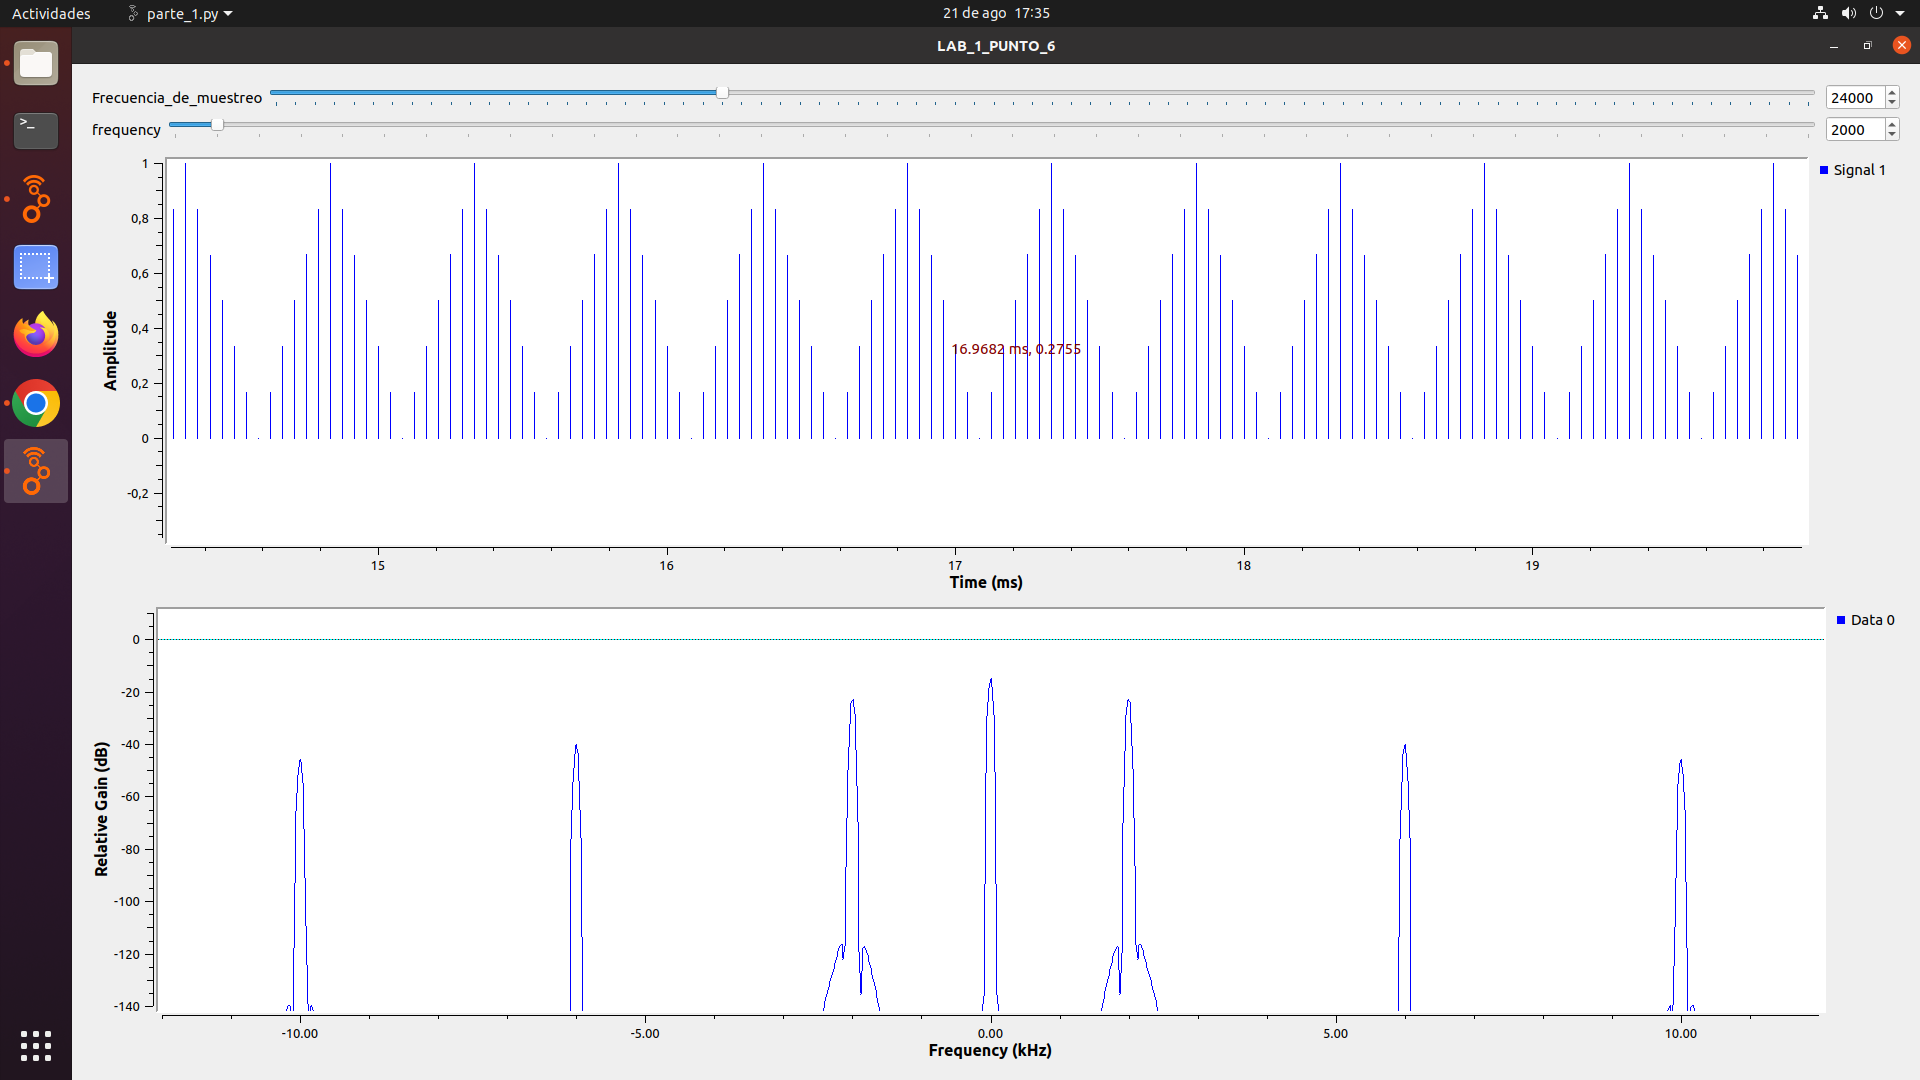 Actividades parte_1.py 21 de ago 17:35
LAB_1_PUNTO_6
Frecuencia_de_muestreo 24000
frequency 2000
Signal 1
1
0,8
0,6
0,4
0,2
0
-0,2
Amplitude
16.9682 ms, 0.2755
15 16 17 18 19
Time (ms)
Data 0
0
-20
-40
-60
-80
-100
-120
-140
Relative Gain (dB)
-10.00 -5.00 0.00 5.00 10.00
Frequency (kHz)